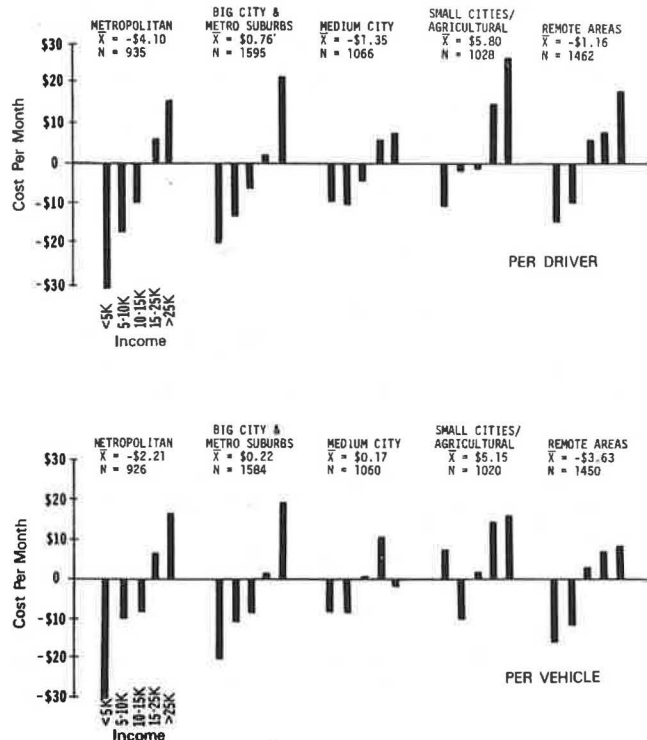 METROPOLITAN
X̄ = -$4.10
N = 935
BIG CITY &
METRO SUBURBS
X̄ = $0.76
N = 1595
MEDIUM CITY
X̄ = -$1.35
N = 1066
SMALL CITIES/
AGRICULTURAL
X̄ = $5.80
N = 1028
REMOTE AREAS
X̄ = -$1.16
N = 1462
Cost Per Month
$30
$20
$10
0
-$10
-$20
-$30
<5K
5-10K
10-15K
15-25K
>25K
Income
PER DRIVER
METROPOLITAN
X̄ = -$2.21
N = 926
BIG CITY &
METRO SUBURBS
X̄ = $0.22
N = 1584
MEDIUM CITY
X̄ = $0.17
N = 1060
SMALL CITIES/
AGRICULTURAL
X̄ = $5.15
N = 1020
REMOTE AREAS
X̄ = -$3.63
N = 1450
Cost Per Month
$30
$20
$10
0
-$10
-$20
-$30
<5K
5-10K
10-15K
15-25K
>25K
Income
PER VEHICLE